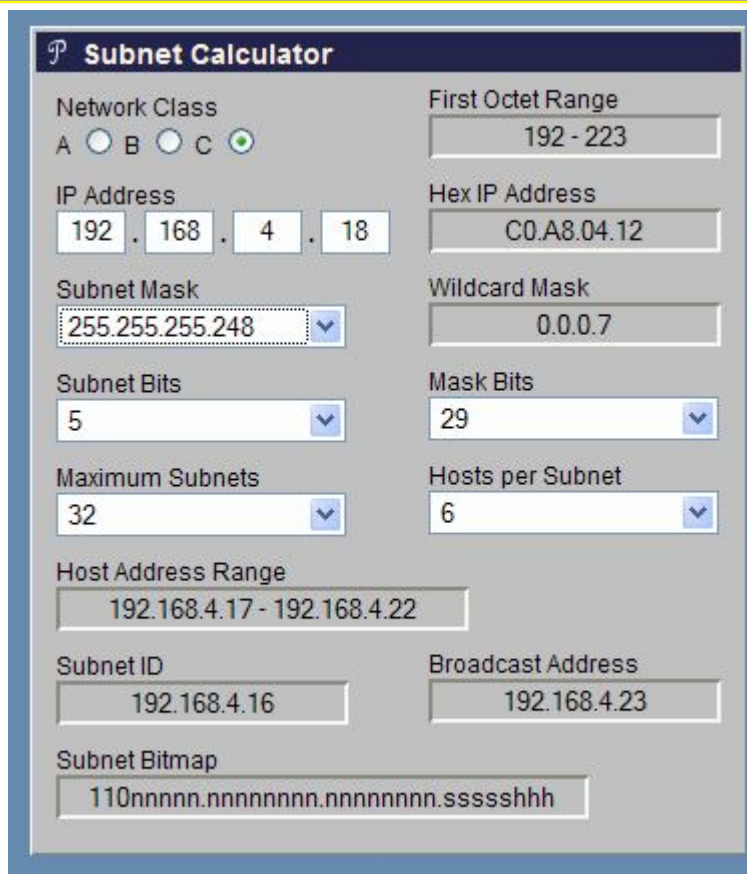 Subnet Calculator
Network Class
First Octet Range
A B C
192 - 223
IP Address
Hex IP Address
192 . 168 . 4 . 18
C0.A8.04.12
Subnet Mask
Wildcard Mask
255.255.255.248
0.0.0.7
Subnet Bits
Mask Bits
5
29
Maximum Subnets
Hosts per Subnet
32
6
Host Address Range
192.168.4.17 - 192.168.4.22
Subnet ID
Broadcast Address
192.168.4.16
192.168.4.23
Subnet Bitmap
110nnnnn.nnnnnnnn.nnnnnnnn.ssssshhh